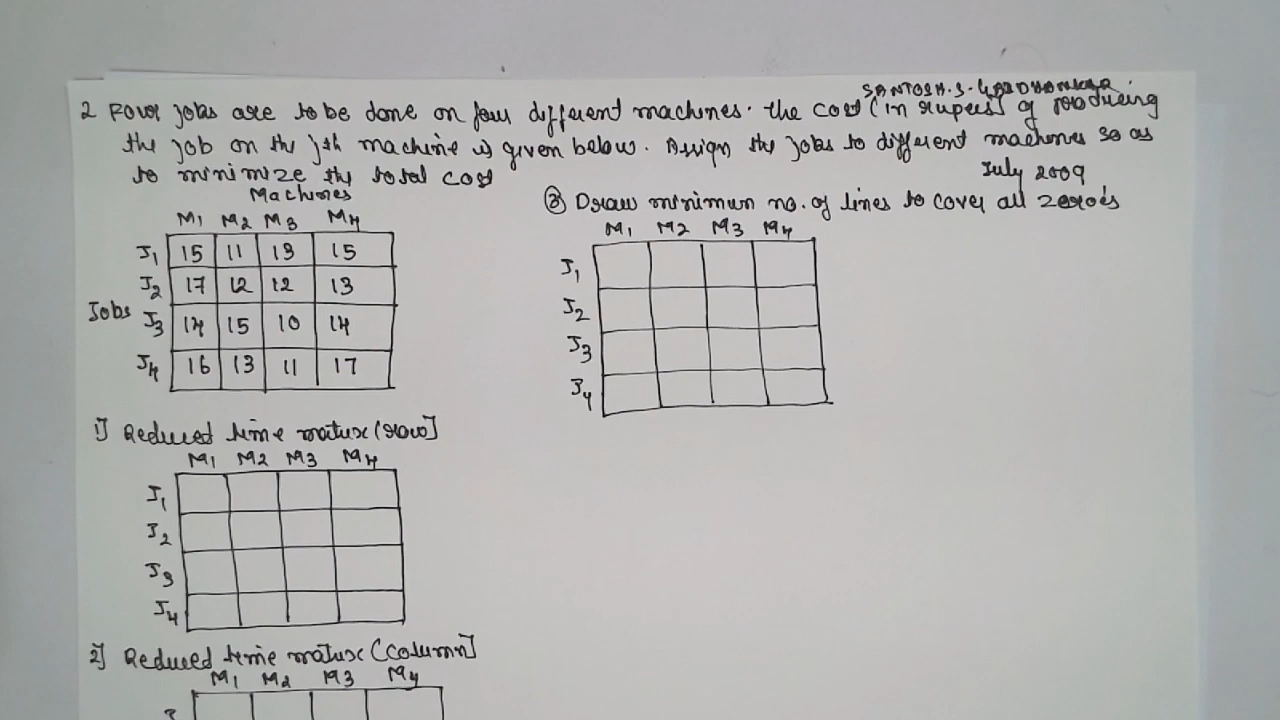 SANTOSH.S.
2 Four jobs are to be done on four different machines. The cost (in rupees) of producing
the job on the jth machine is given below. Assign the jobs to different machines so as
to minimize the total cost
July 2009
Machines
M1 M2 M3 M4
J1 15 11 13 15
J2 17 12 12 13
Jobs
J3 14 15 10 14
J4 16 13 11 17
1] Reduced time matrix (row]
M1 M2 M3 M4
J1
J2
J3
J4
2] Reduced time matrix (column]
M1 M2 M3 M4
③ Draw minimum no. of lines to cover all zero's
M1 M2 M3 M4
J1
J2
J3
J4